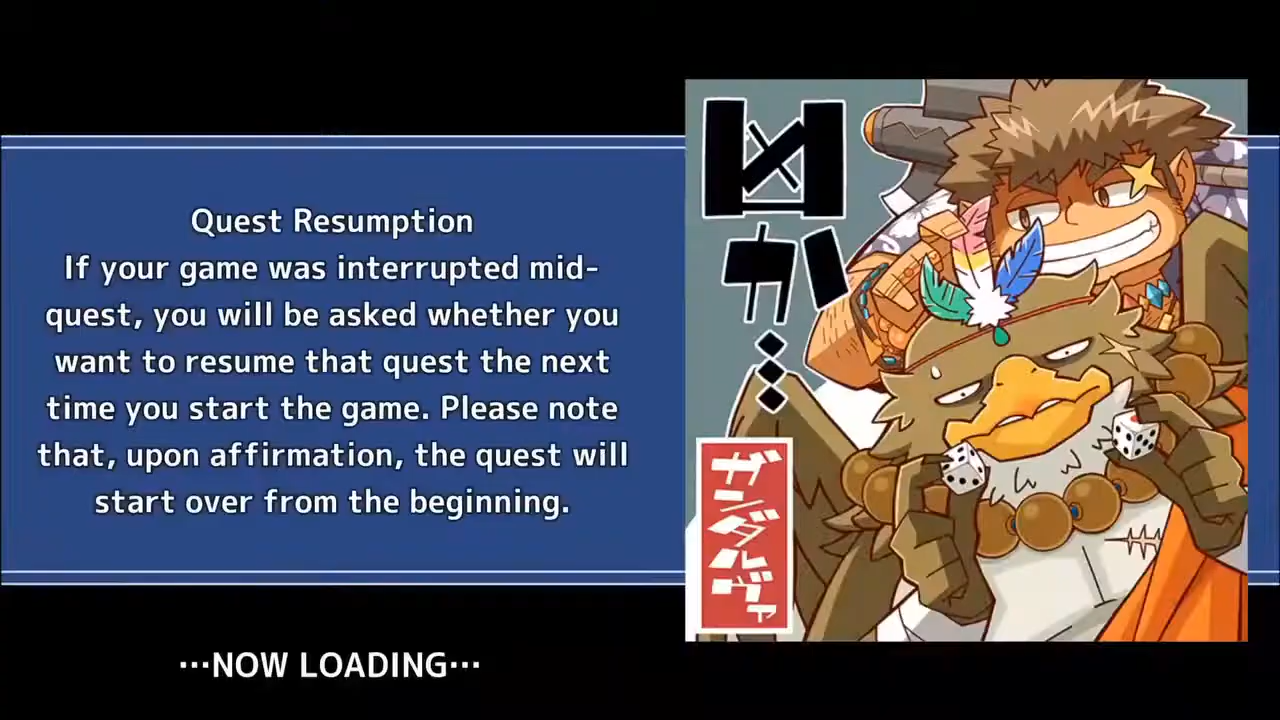 Quest Resumption
If your game was interrupted mid-
quest, you will be asked whether you
want to resume that quest the next
time you start the game. Please note
that, upon affirmation, the quest will
start over from the beginning.
…NOW LOADING…
凶か…
ガンダルヴァ